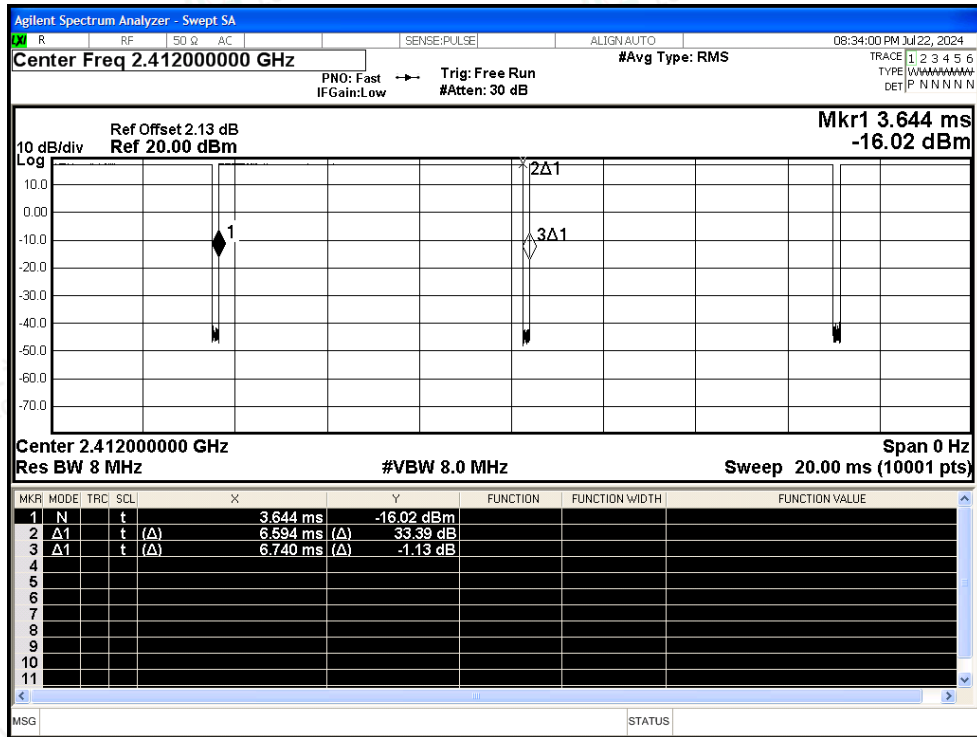 Agilent Spectrum Analyzer - Swept SA
LXI R RF 50 Ω AC SENSE:PULSE ALIGN AUTO 08:34:00 PM Jul 22, 2024
Center Freq 2.412000000 GHz
PNO: Fast
IFGain:Low
Trig: Free Run
#Atten: 30 dB
#Avg Type: RMS
TRACE 1 2 3 4 5 6
TYPE WWWWWW
DET P N N N N N
Mkr1 3.644 ms
-16.02 dBm
Ref Offset 2.13 dB
10 dB/div Ref 20.00 dBm
Log
10.0
0.00
-10.0
-20.0
-30.0
-40.0
-50.0
-60.0
-70.0
2Δ1
1
3Δ1
Center 2.412000000 GHz Span 0 Hz
Res BW 8 MHz #VBW 8.0 MHz Sweep 20.00 ms (10001 pts)
MKR MODE TRC SCL X Y FUNCTION FUNCTION WIDTH FUNCTION VALUE
1 N t 3.644 ms -16.02 dBm
2 Δ1 t (Δ) 6.594 ms (Δ) 33.39 dB
3 Δ1 t (Δ) 6.740 ms (Δ) -1.13 dB
4
5
6
7
8
9
10
11
MSG STATUS